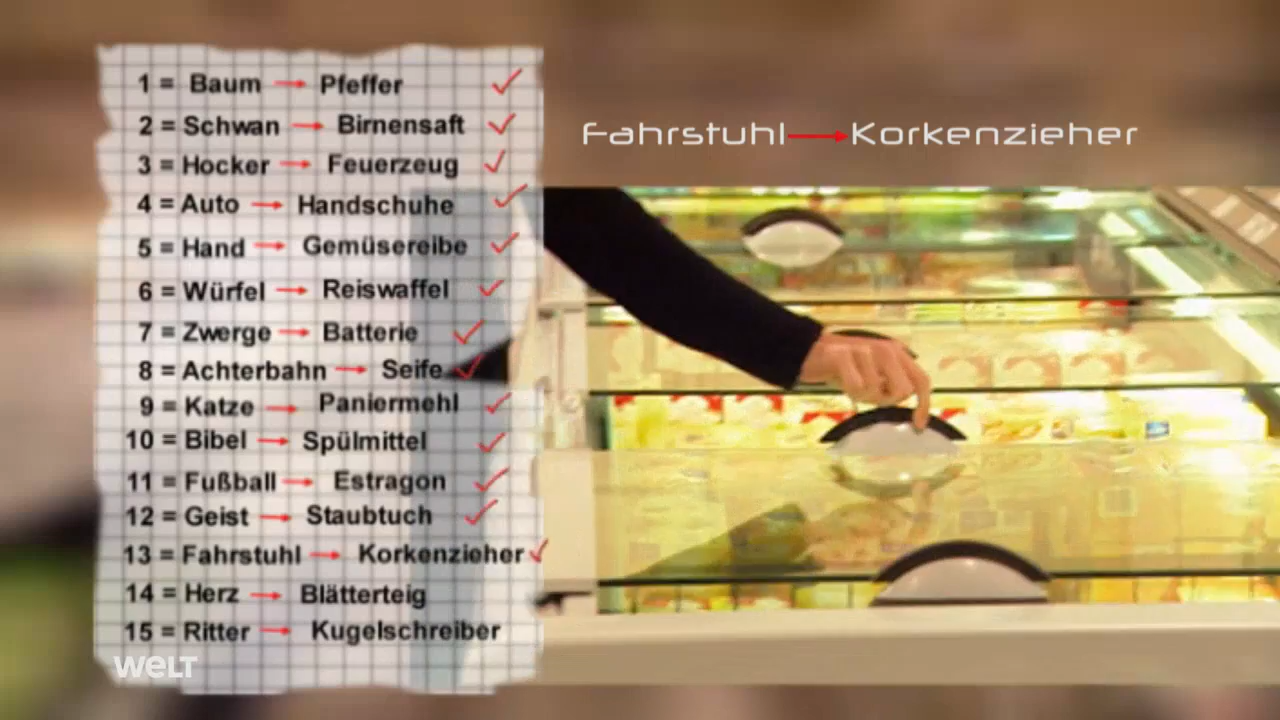 1 = Baum → Pfeffer ✓
2 = Schwan → Birnensaft ✓
3 = Hocker → Feuerzeug ✓
4 = Auto → Handschuhe ✓
5 = Hand → Gemüsereibe ✓
6 = Würfel → Reiswaffel ✓
7 = Zwerge → Batterie ✓
8 = Achterbahn → Seife ✓
9 = Katze → Paniermehl ✓
10 = Bibel → Spülmittel ✓
11 = Fußball → Estragon ✓
12 = Geist → Staubtuch ✓
13 = Fahrstuhl → Korkenzieher ✓
14 = Herz → Blätterteig
15 = Ritter → Kugelschreiber
Fahrstuhl → Korkenzieher
WELT